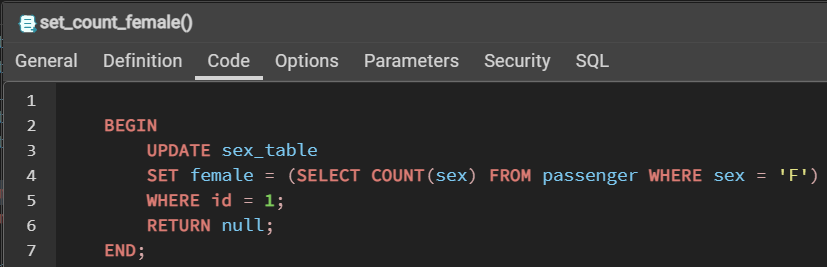 set_count_female()
General Definition Code Options Parameters Security SQL
1
2 BEGIN
3 UPDATE sex_table
4 SET female = (SELECT COUNT(sex) FROM passenger WHERE sex = 'F')
5 WHERE id = 1;
6 RETURN null;
7 END;